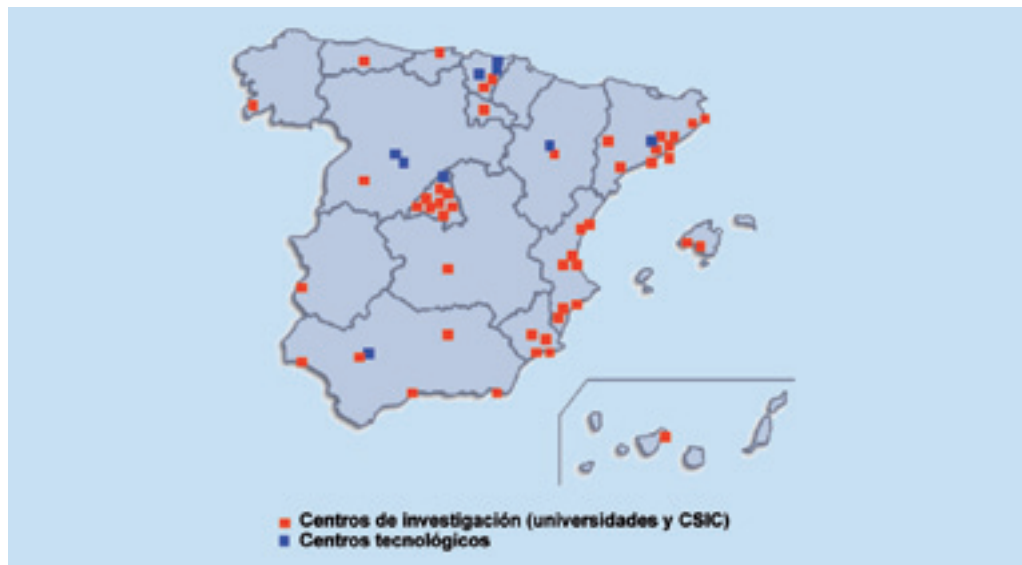 Centros de investigación (universidades y CSIC)
Centros tecnológicos